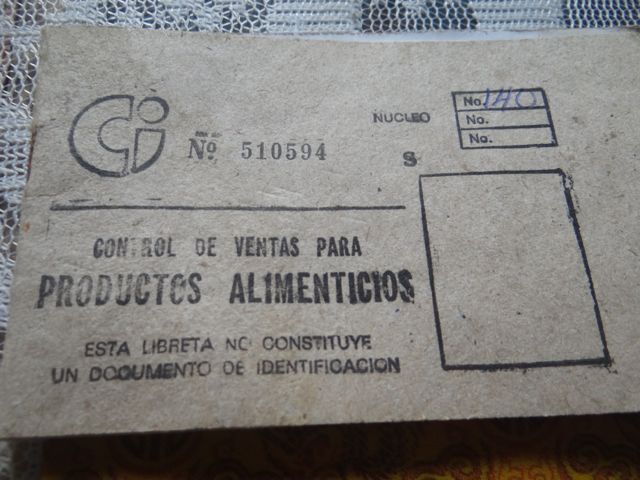 Ci
Nº 510594
NUCLEO
No. 140
No.
No.
S
CONTROL DE VENTAS PARA
PRODUCTOS ALIMENTICIOS
ESTA LIBRETA NO CONSTITUYE
UN DOCUMENTO DE IDENTIFICACION